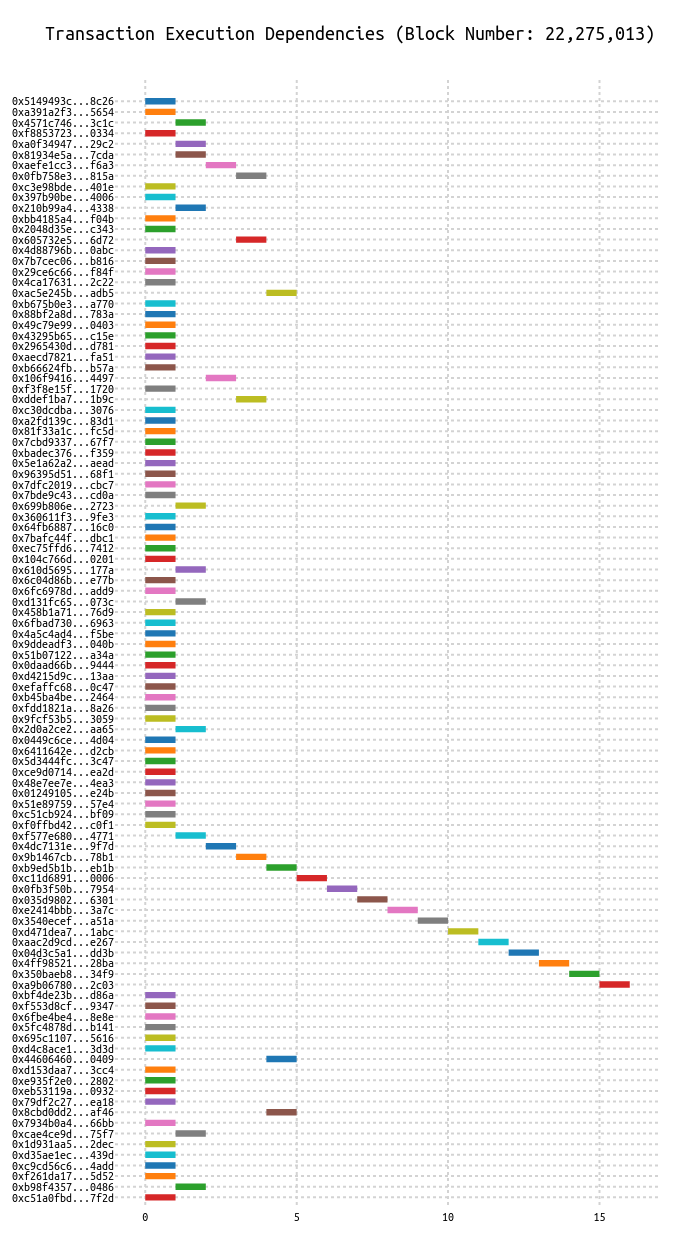 Transaction Execution Dependencies (Block Number: 22,275,013)
0x5149493c...8c26
0xa391a2f3...5654
0x4571c746...3c1c
0xf8853723...0334
0xa0f34947...29c2
0x81934e5a...7cda
0xaefe1cc3...f6a3
0x0fb758e3...815a
0xc3e98bde...401e
0x397b90be...4006
0x210b99a4...4338
0xbb4185a4...f04b
0x2048d35e...c343
0x605732e5...6d72
0x4d88796b...0abc
0x7b7cec06...b816
0x29ce6c66...f84f
0x4ca17631...2c22
0xac5e245b...adb5
0xb675b0e3...a770
0x88bf2a8d...783a
0x49c79e99...0403
0x43295b65...c15e
0x2965430d...d781
0xaecd7821...fa51
0xb66624fb...b57a
0x106f9416...4497
0xf3f8e15f...1720
0xddef1ba7...1b9c
0xc30dcdba...3076
0xa2fd139c...83d1
0x81f33a1c...fc5d
0x7cbd9337...67f7
0xbadec376...f359
0x5e1a62a2...aead
0x96395d51...68f1
0x7dfc2019...cbc7
0x7bde9c43...cd0a
0x699b806e...2723
0x360611f3...9fe3
0x64fb6887...16c0
0x7bafc44f...dbc1
0xec75ffd6...7412
0x104c766d...0201
0x610d5695...177a
0x6c04d86b...e77b
0x6fc6978d...add9
0xd131fc65...073c
0x458b1a71...76d9
0x6fbad730...6963
0x4a5c4ad4...f5be
0x9ddeadf3...040b
0x51b07122...a34a
0x0daad66b...9444
0xd4215d9c...13aa
0xefaffc68...0c47
0xb45ba4be...2464
0xfdd1821a...8a26
0x9fcf53b5...3059
0x2d0a2ce2...aa65
0x0449c6ce...4d04
0x6411642e...d2cb
0x5d3444fc...3c47
0xce9d0714...ea2d
0x48e7ee7e...4ea3
0x01249105...e24b
0x51e89759...57e4
0xc51cb924...bf09
0xf0ffbd42...c0f1
0xf577e680...4771
0x4dc7131e...9f7d
0x9b1467cb...78b1
0xb9ed5b1b...eb1b
0xc11d6891...0006
0x0fb3f50b...7954
0x035d9802...6301
0xe2414bbb...3a7c
0x3540ecef...a51a
0xd471dea7...1abc
0xaac2d9cd...e267
0x04d3c5a1...dd3b
0x4ff98521...28ba
0x350baeb8...34f9
0xa9b06780...2c03
0xbf4de23b...d86a
0xf553d8cf...9347
0x6fbe4be4...8e8e
0x5fc4878d...b141
0x695c1107...5616
0xd4c8ace1...3d3d
0x44606460...0409
0xd153daa7...3cc4
0xe935f2e0...2802
0xeb53119a...0932
0x79df2c27...ea18
0x8cbd0dd2...af46
0x7934b0a4...66bb
0xcae4ce9d...75f7
0x1d931aa5...2dec
0xd35ae1ec...439d
0xc9cd56c6...4add
0xf261da17...5d52
0xb98f4357...0486
0xc51a0fbd...7f2d
0 5 10 15